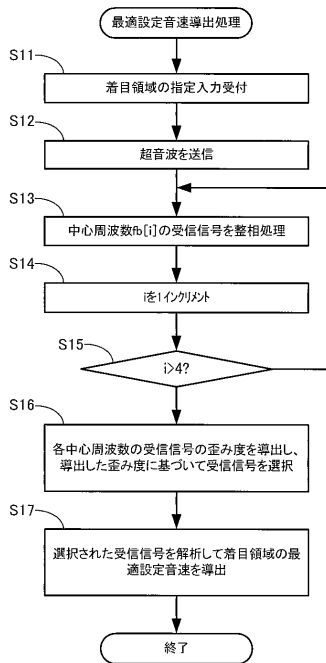 最適設定音速導出処理
S11
着目領域の指定入力受付
S12
超音波を送信
S13
中心周波数fb[i]の受信信号を整相処理
S14
iを1インクリメント
S15
i>4?
S16
各中心周波数の受信信号の歪み度を導出し、
導出した歪み度に基づいて受信信号を選択
S17
選択された受信信号を解析して着目領域の最
適設定音速を導出
終了